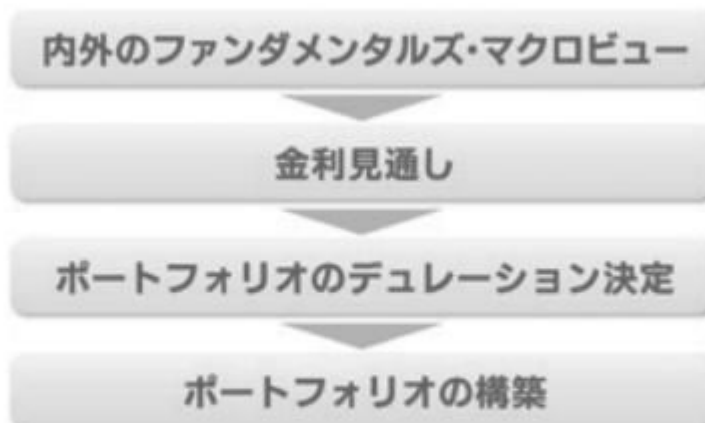 内外のファンダメンタルズ・マクロビュー
金利見通し
ポートフォリオのデュレーション決定
ポートフォリオの構築